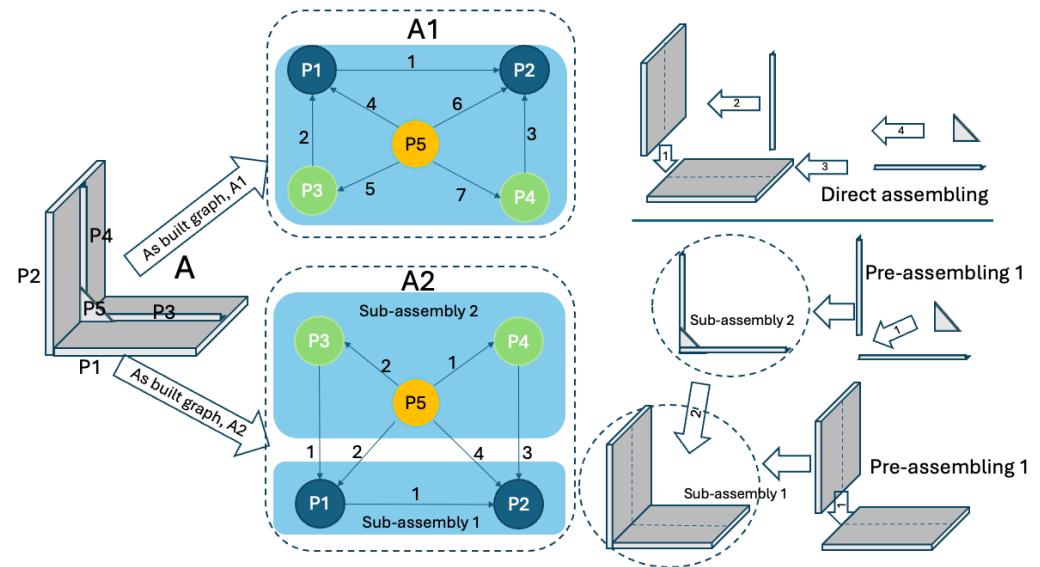 A1
P1
1
P2
4
6
2
3
P5
P3
5
7
P4
As built graph, A1
P4
A
P2
P5
P3
P1
As built graph, A2
A2
Sub-assembly 2
P3
P4
2
1
P5
1
2
4
3
P1
1
P2
Sub-assembly 1
2
4
1
3
Direct assembling
Pre-assembling 1
1
Sub-assembly 2
2
Pre-assembling 1
Sub-assembly 1
1